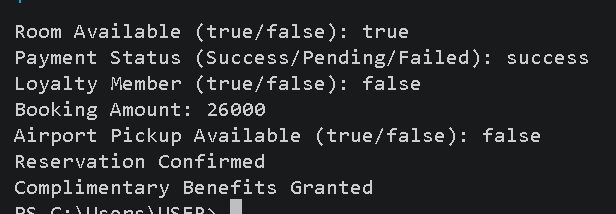 Room Available (true/false): true
Payment Status (Success/Pending/Failed): success
Loyalty Member (true/false): false
Booking Amount: 26000
Airport Pickup Available (true/false): false
Reservation Confirmed
Complimentary Benefits Granted
PS C:\Users\USER>